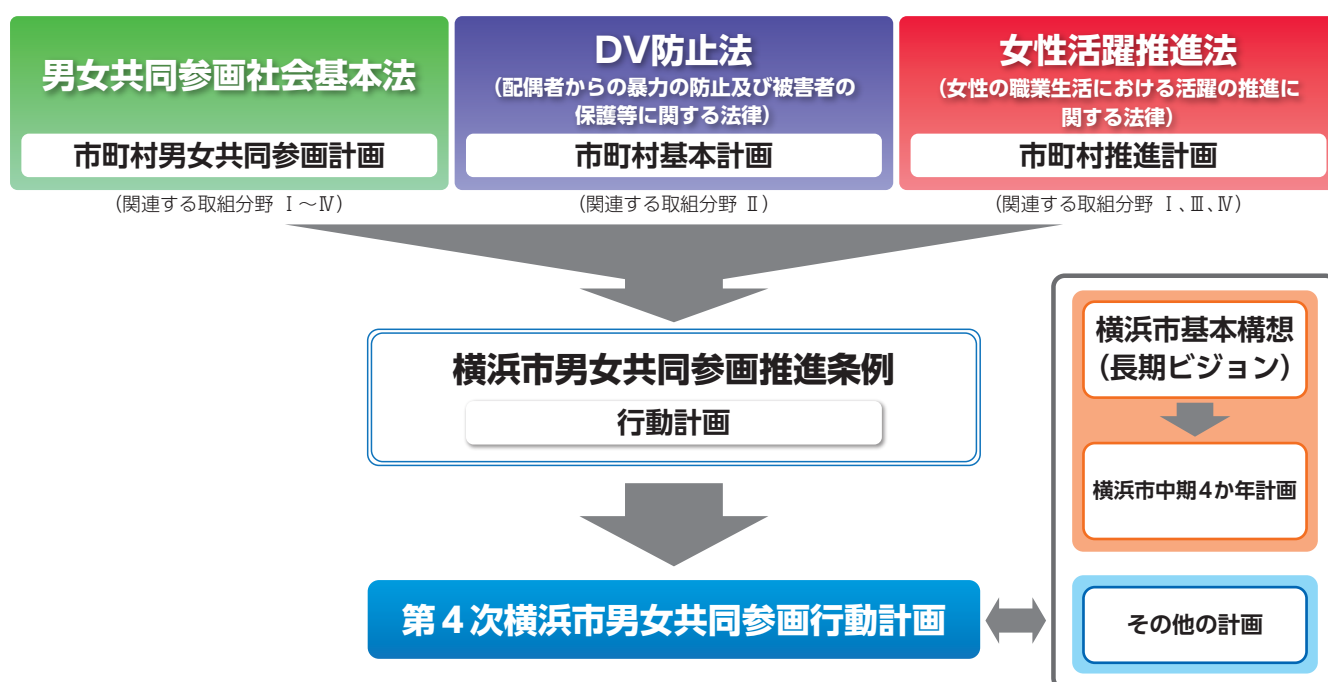 男女共同参画社会基本法
市町村男女共同参画計画
(関連する取組分野 Ⅰ～Ⅳ)
DV防止法
(配偶者からの暴力の防止及び被害者の
保護等に関する法律)
市町村基本計画
(関連する取組分野 Ⅱ)
女性活躍推進法
(女性の職業生活における活躍の推進に
関する法律)
市町村推進計画
(関連する取組分野 Ⅰ、Ⅲ、Ⅳ)
横浜市男女共同参画推進条例
行動計画
第4次横浜市男女共同参画行動計画
横浜市基本構想
(長期ビジョン)
横浜市中期4か年計画
その他の計画